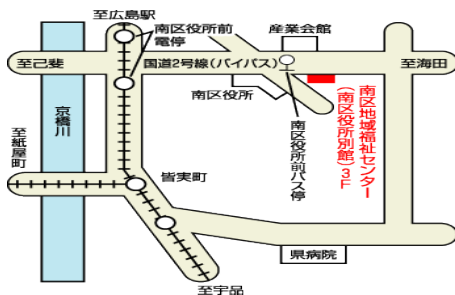 至広島駅
南区役所前
電停
産業会館
至己斐
国道2号線(バイパス)
至海田
南区役所
京橋川
至紙屋町
南区役所前バス停
南区地域福祉センター
(南区役所別館)3F
皆実町
県病院
至宇品